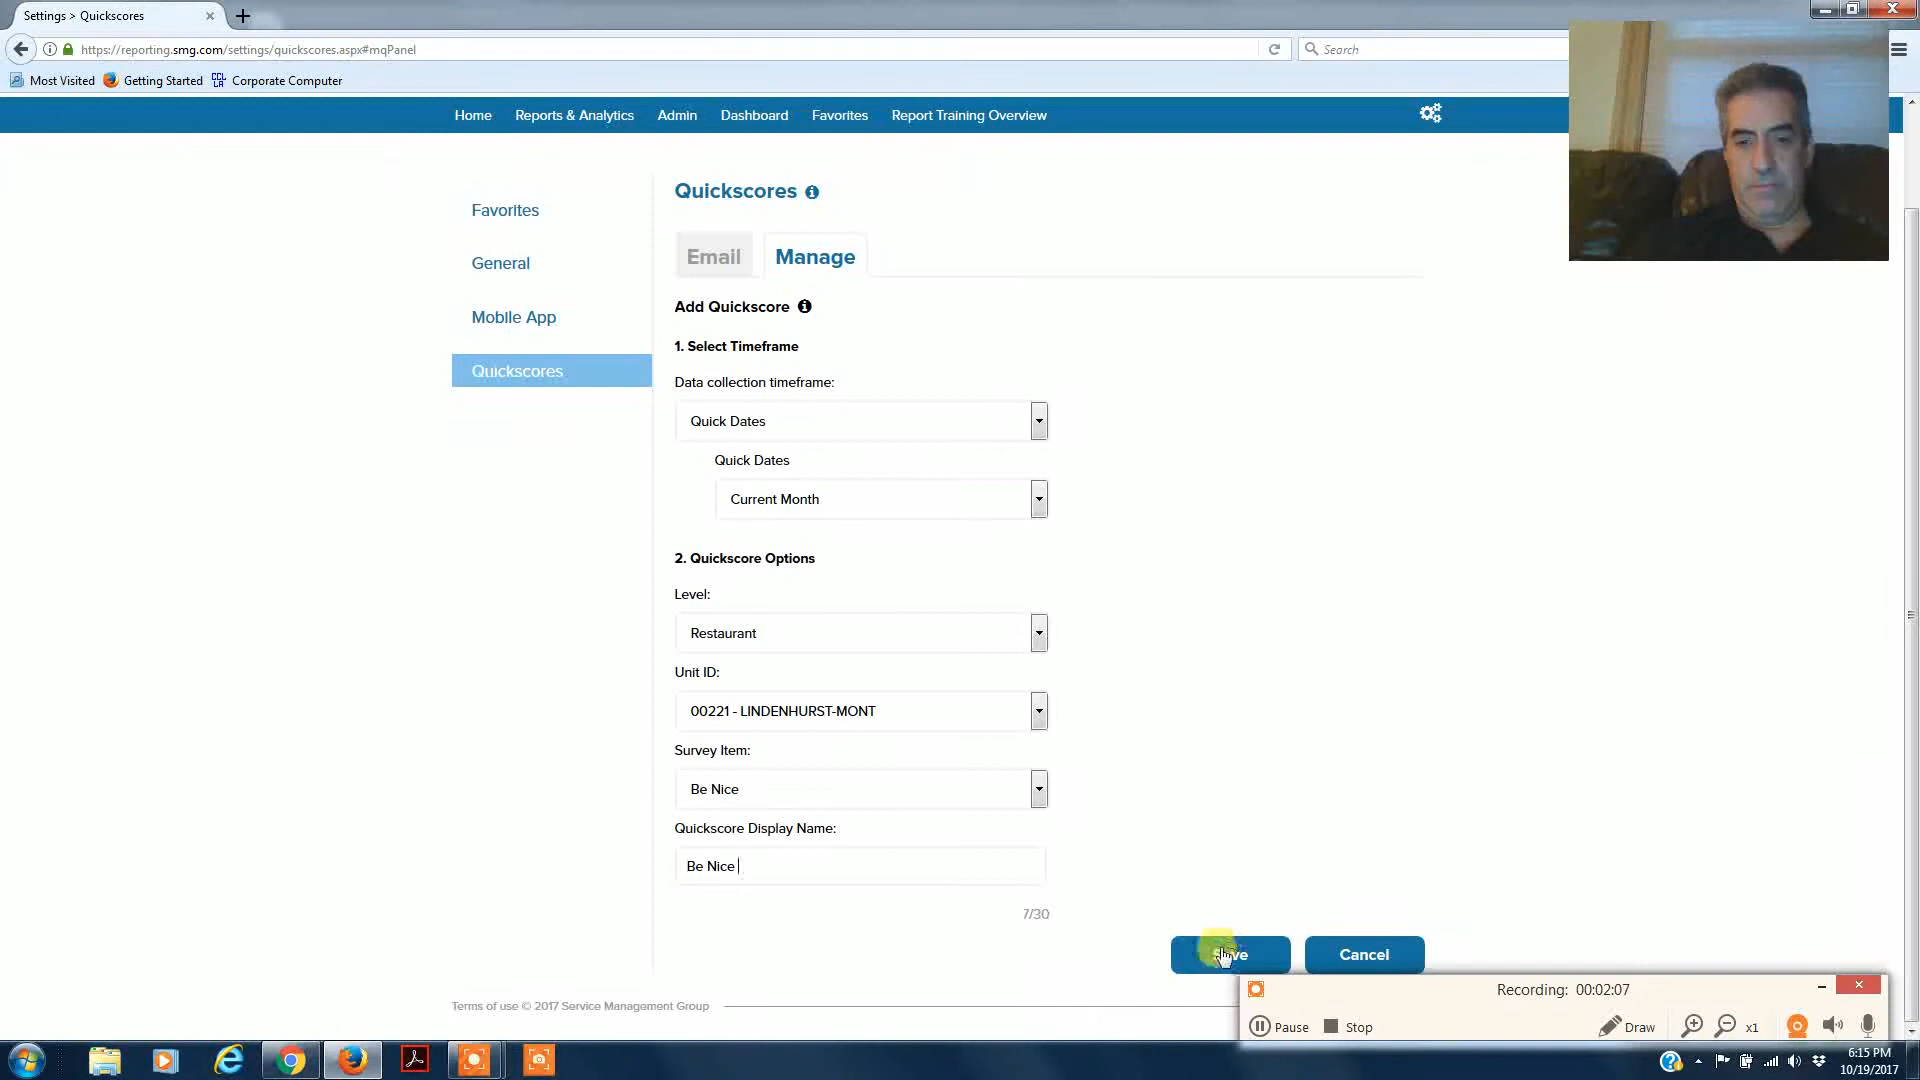 Settings > Quickscores
https://reporting.smg.com/settings/quickscores.aspx#mqPanel
Search
Most Visited
Getting Started
Corporate Computer
Home
Reports & Analytics
Admin
Dashboard
Favorites
Report Training Overview
Favorites
General
Mobile App
Quickscores
Quickscores
Email
Manage
Add Quickscore
1. Select Timeframe
Data collection timeframe:
Quick Dates
Quick Dates
Current Month
2. Quickscore Options
Level:
Restaurant
Unit ID:
00221 - LINDENHURST-MONT
Survey Item:
Be Nice
Quickscore Display Name:
Be Nice
7/30
Cancel
Terms of use © 2017 Service Management Group
Recording: 00:02:07
Pause
Stop
Draw
x1
6:15 PM
10/19/2017